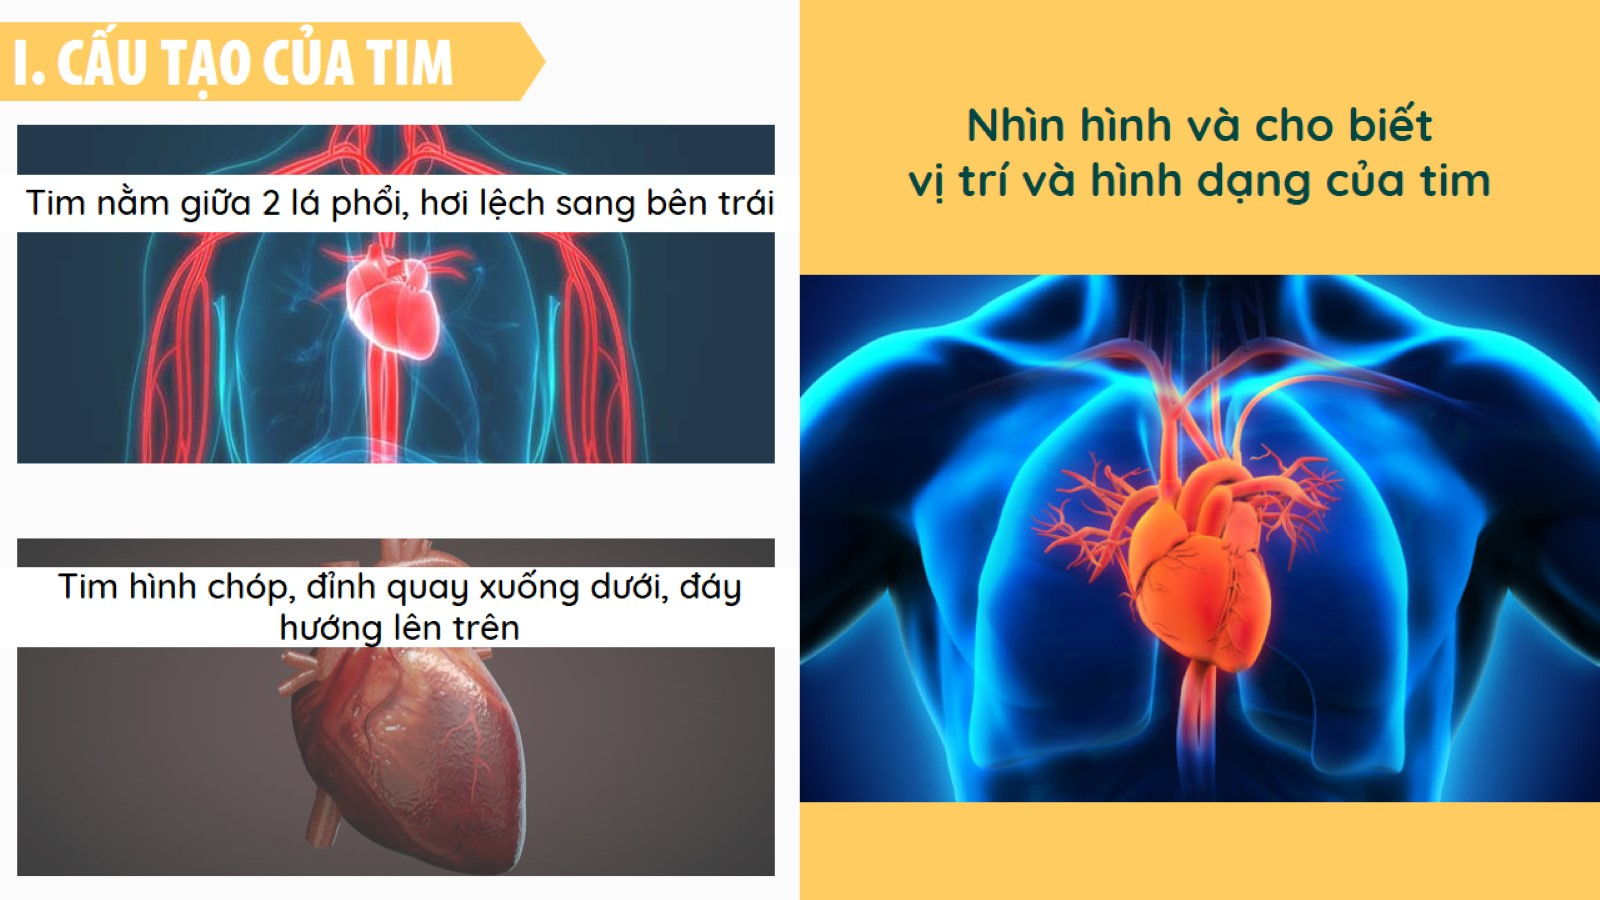 I. CẤU TẠO CỦA TIM
Tim nằm giữa 2 lá phổi, hơi lệch sang bên trái
Tim hình chóp, đỉnh quay xuống dưới, đáy
hướng lên trên
Nhìn hình và cho biết
vị trí và hình dạng của tim